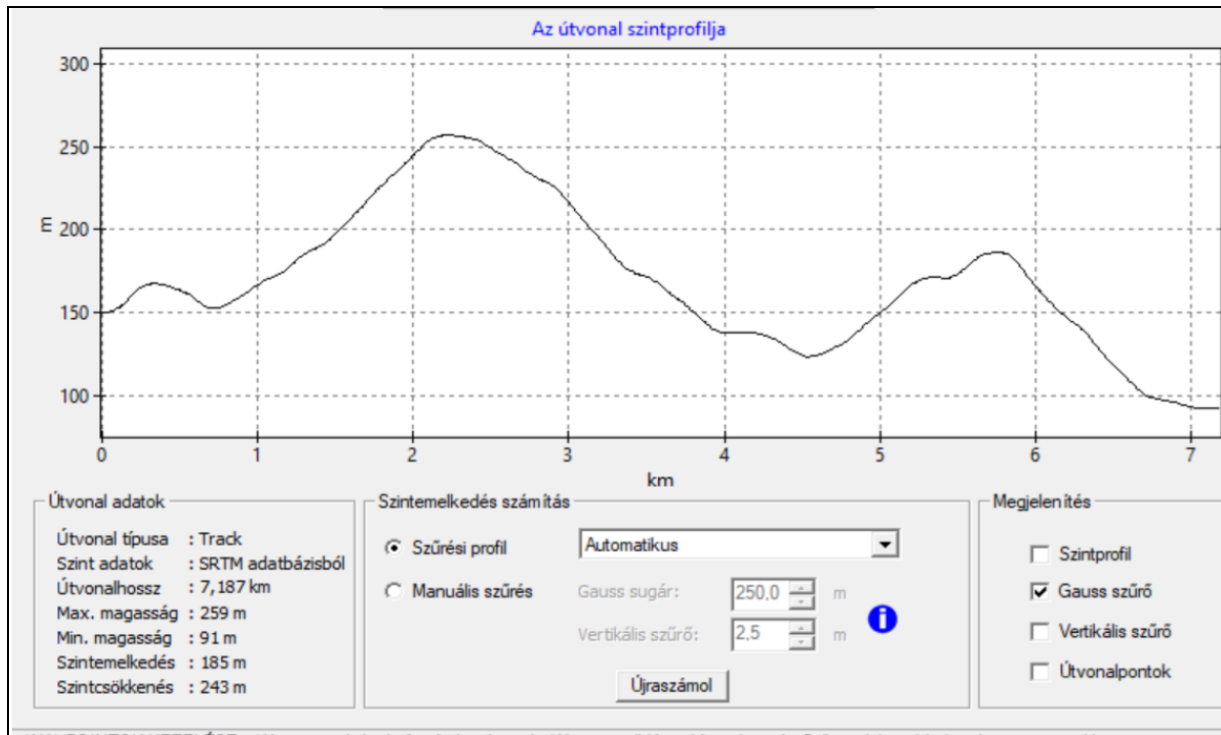 Az útvonal szintprofilja
300
250
m
200
150
100
0 1 2 3 4 5 6 7
km
Útvonal adatok
Útvonal típusa : Track
Szint adatok : SRTM adatbázisból
Útvonalhossz : 7,187 km
Max. magasság : 259 m
Min. magasság : 91 m
Szintemelkedés : 185 m
Szintcsökkenés : 243 m
Szintemelkedés számítás
Szűrési profil Automatikus
Manuális szűrés Gauss sugár: 250,0 m
Vertikális szűrő: 2,5 m
Újraszámol
Megjelenítés
Szintprofil
Gauss szűrő
Vertikális szűrő
Útvonalpontok